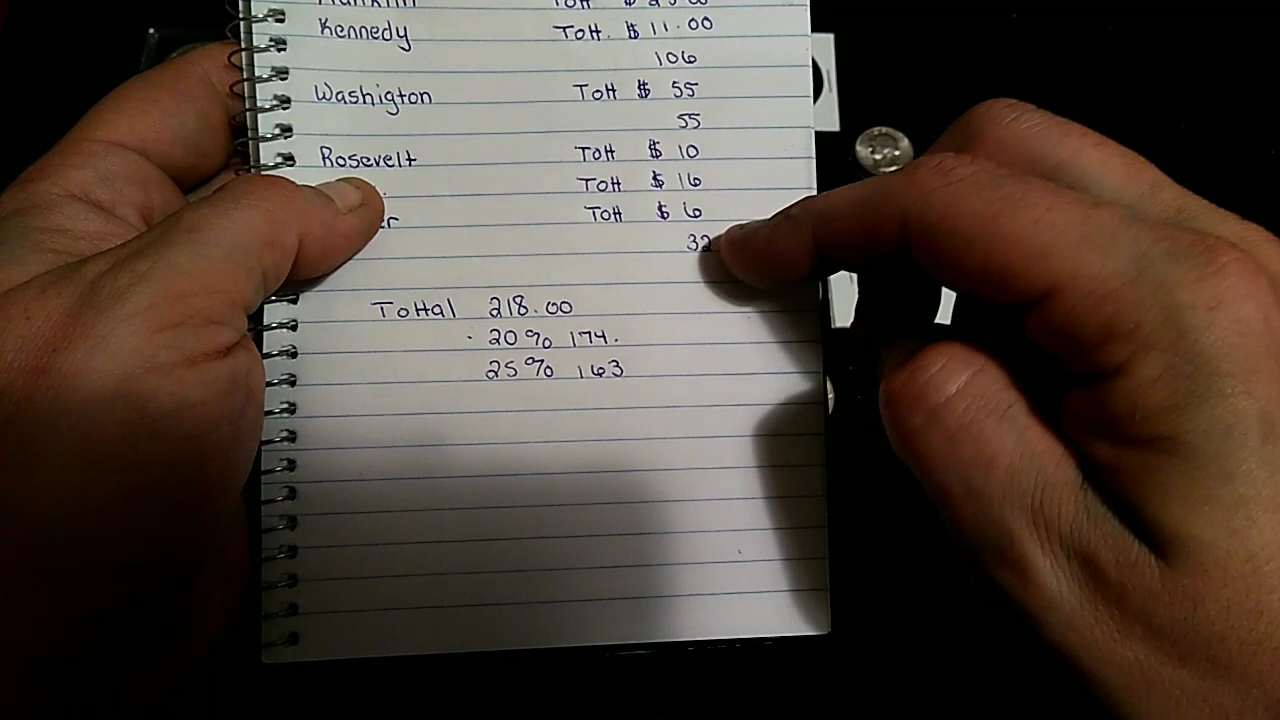 Kennedy ToH. $ 11.00
106
Washigton ToH $ 55
55
Rosevelt ToH $ 10
ToH $ 16
ToH $ 6
32
ToHal 218.00
20% 174.
25% 163